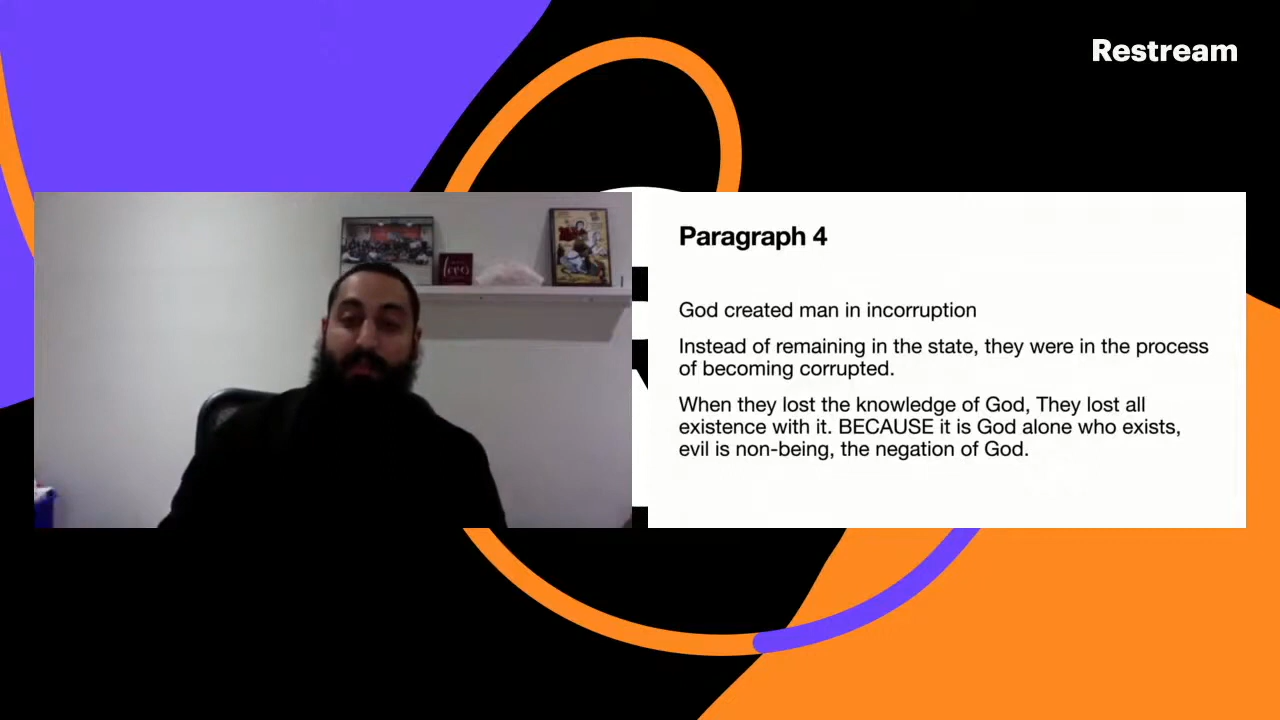 Restream
love
Paragraph 4
God created man in incorruption
Instead of remaining in the state, they were in the process
of becoming corrupted.
When they lost the knowledge of God, They lost all
existence with it. BECAUSE it is God alone who exists,
evil is non-being, the negation of God.